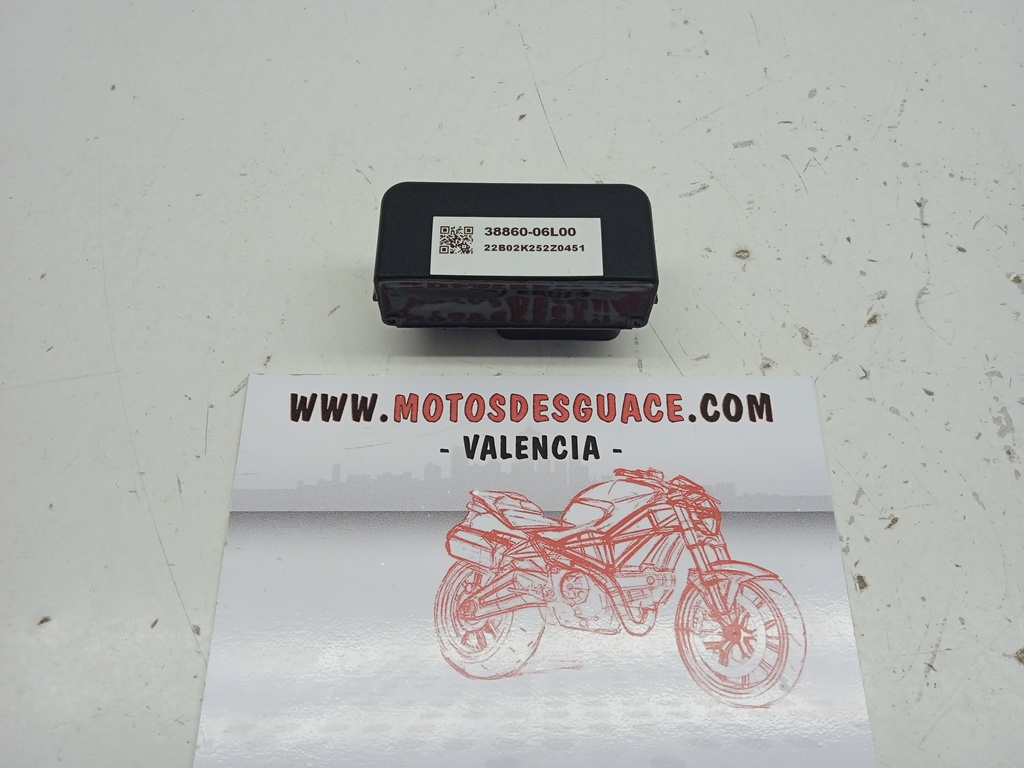 38860-06L00
22B02K252Z0451
WWW.MOTOSDESGUACE.COM
- VALENCIA -